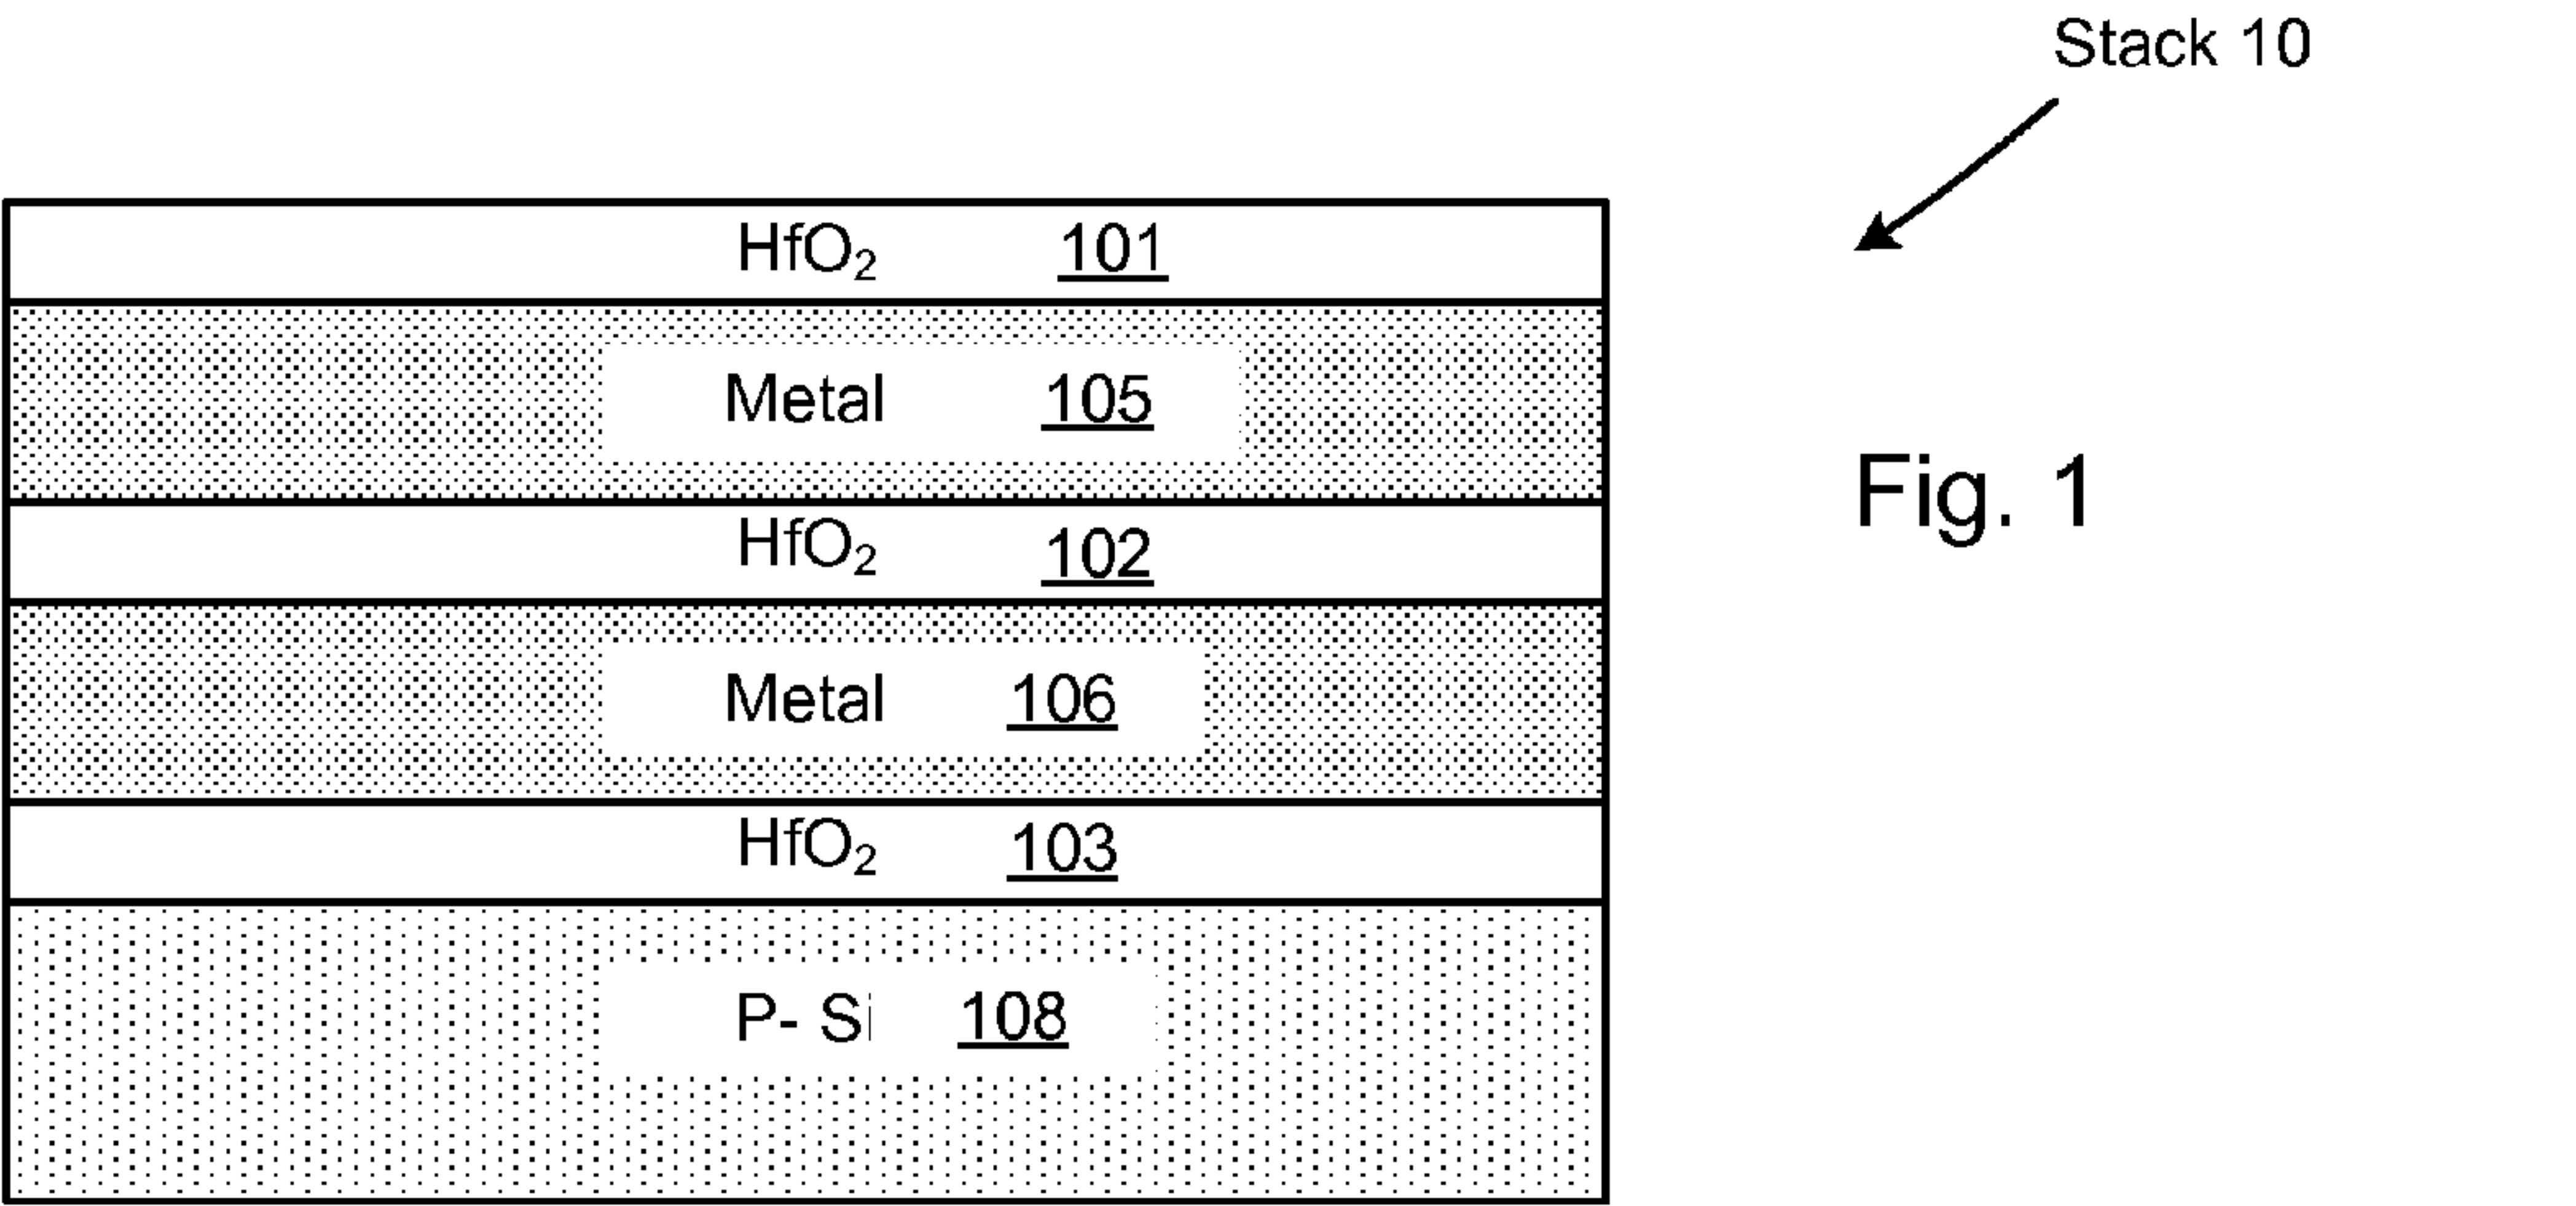 Stack 10
HfO₂ 101
Metal 105
Fig. 1
HfO₂ 102
Metal 106
HfO₂ 103
P- Si 108